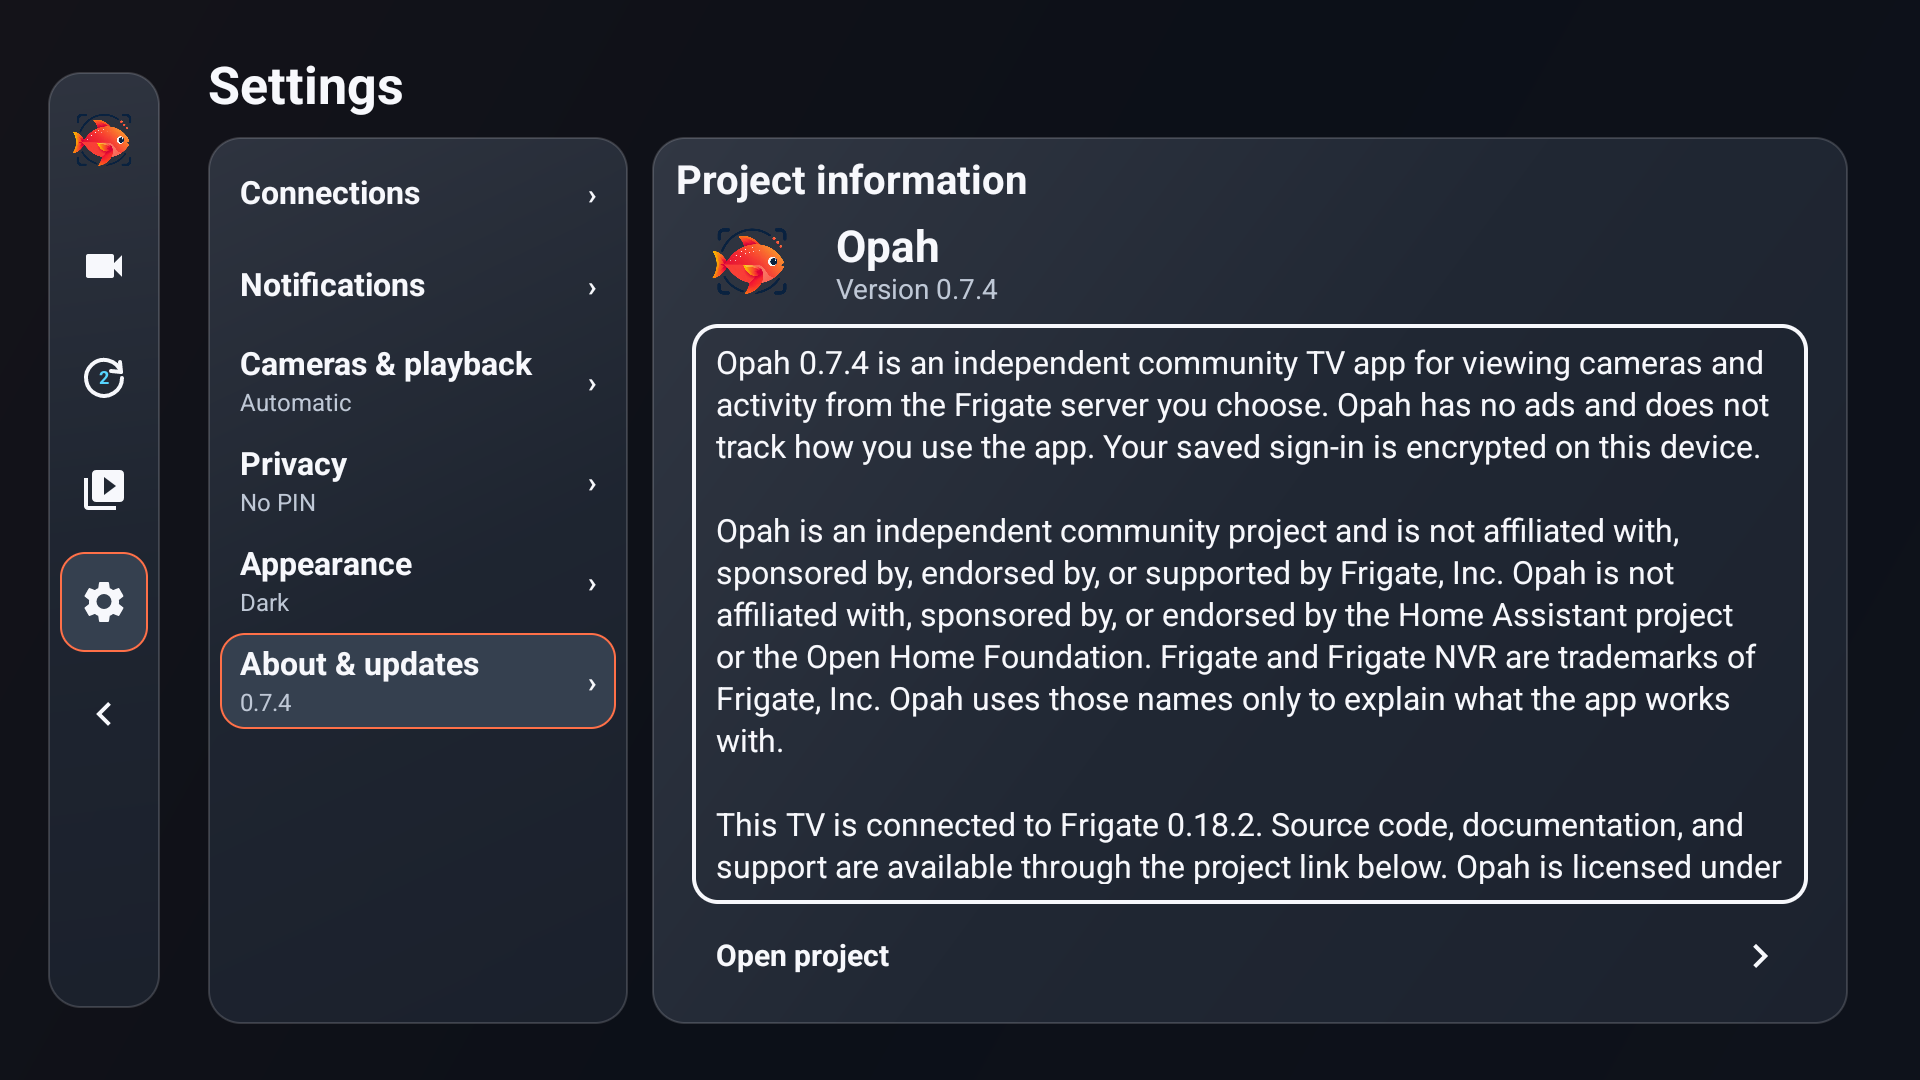 Settings
2
Connections
Notifications
Cameras & playback
Automatic
Privacy
No PIN
Appearance
Dark
About & updates
0.7.4
Project information
Opah
Version 0.7.4
Opah 0.7.4 is an independent community TV app for viewing cameras and
activity from the Frigate server you choose. Opah has no ads and does not
track how you use the app. Your saved sign-in is encrypted on this device.
Opah is an independent community project and is not affiliated with,
sponsored by, endorsed by, or supported by Frigate, Inc. Opah is not
affiliated with, sponsored by, or endorsed by the Home Assistant project
or the Open Home Foundation. Frigate and Frigate NVR are trademarks of
Frigate, Inc. Opah uses those names only to explain what the app works
with.
This TV is connected to Frigate 0.18.2. Source code, documentation, and
support are available through the project link below. Opah is licensed under
Open project